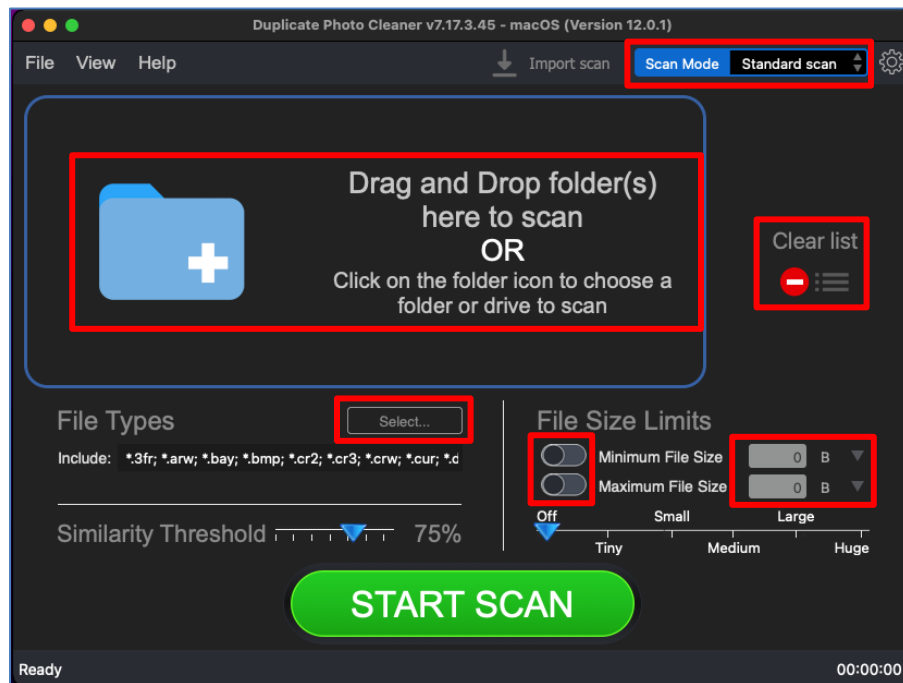 Duplicate Photo Cleaner v7.17.3.45 - macOS (Version 12.0.1)
File View Help Import scan Scan Mode Standard scan
Drag and Drop folder(s)
here to scan
OR
Click on the folder icon to choose a
folder or drive to scan
Clear list
File Types Select...
Include: *.3fr; *.arw; *.bay; *.bmp; *.cr2; *.cr3; *.crw; *.cur; *.d
Similarity Threshold 75%
File Size Limits
Minimum File Size 0 B
Maximum File Size 0 B
Off Small Large
Tiny Medium Huge
START SCAN
Ready 00:00:00